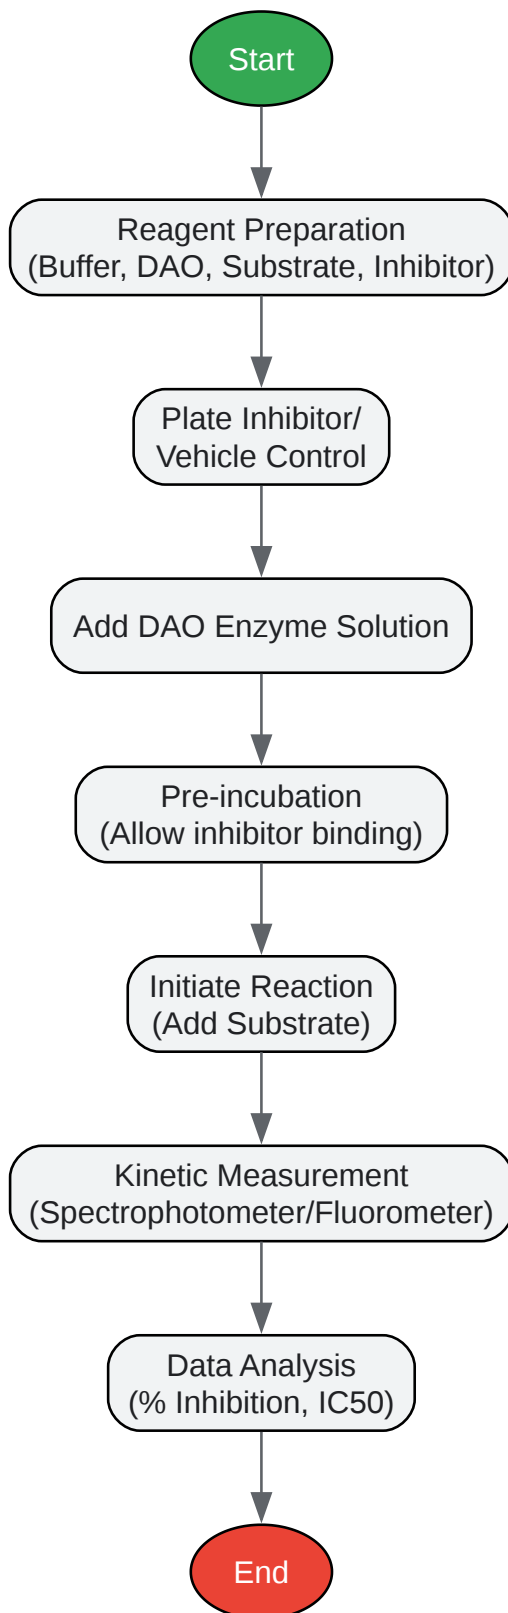 Start
Reagent Preparation
(Buffer, DAO, Substrate, Inhibitor)
Plate Inhibitor/
Vehicle Control
Add DAO Enzyme Solution
Pre-incubation
(Allow inhibitor binding)
Initiate Reaction
(Add Substrate)
Kinetic Measurement
(Spectrophotometer/Fluorometer)
Data Analysis
(% Inhibition, IC50)
End